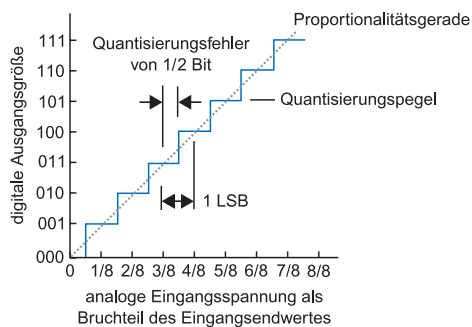 Proportionalitätsgerade
Quantisierungsfehler
von 1/2 Bit
Quantisierungspegel
1 LSB
digitale Ausgangsgröße
111
110
101
100
011
010
001
000
0 1/8 2/8 3/8 4/8 5/8 6/8 7/8 8/8
analoge Eingangsspannung als
Bruchteil des Eingangsendwertes